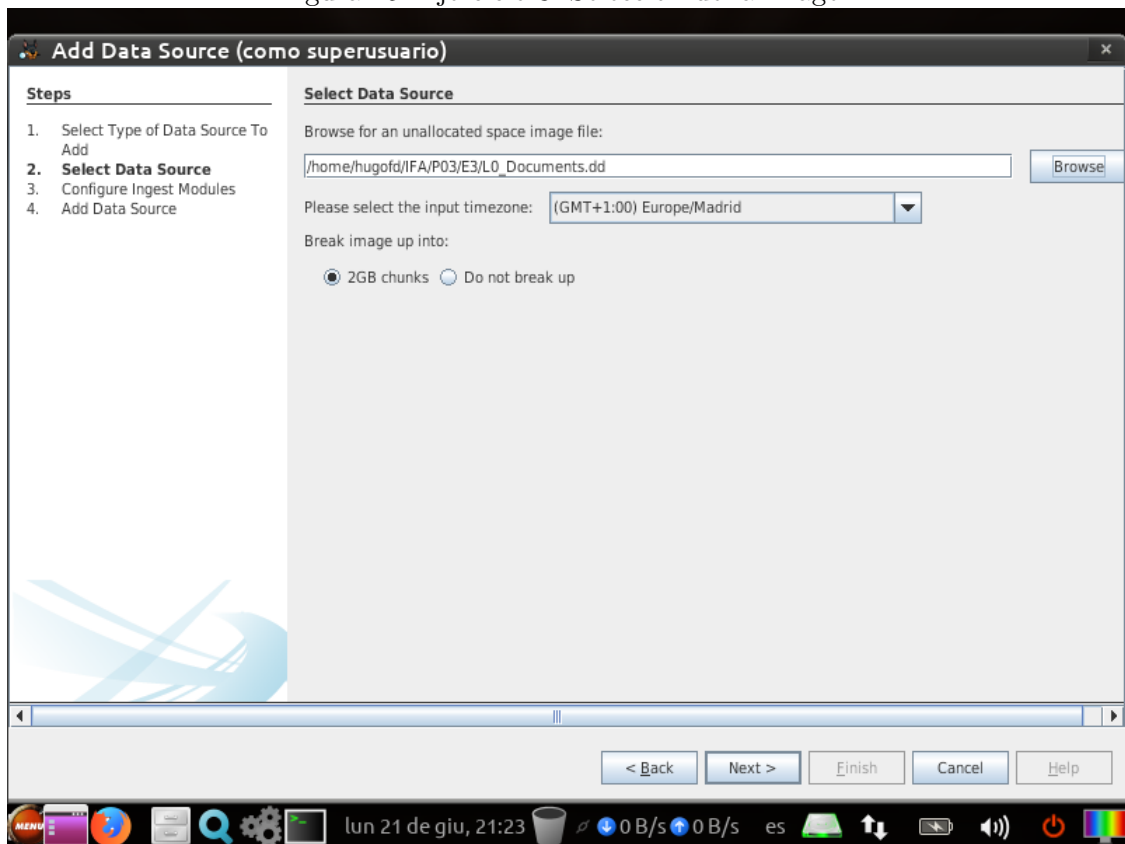 Add Data Source (como superusuario)
Steps
1. Select Type of Data Source To
Add
2. Select Data Source
3. Configure Ingest Modules
4. Add Data Source
Select Data Source
Browse for an unallocated space image file:
/home/hugofd/IFA/P03/E3/L0_Documents.dd
Browse
Please select the input timezone: (GMT+1:00) Europe/Madrid
Break image up into:
2GB chunks Do not break up
< Back Next > Finish Cancel Help
MENU lun 21 de giu, 21:23 0 B/s 0 B/s es